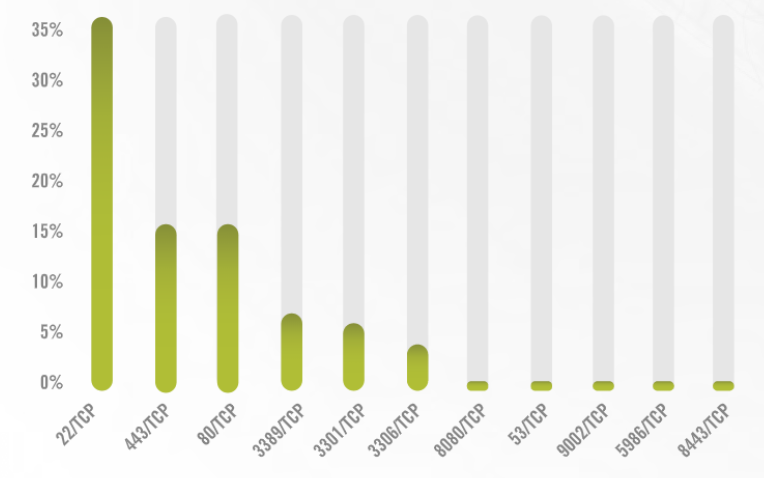 35%
30%
25%
20%
15%
10%
5%
0%
22/TCP
443/TCP
80/TCP
3389/TCP
3301/TCP
3306/TCP
8080/TCP
53/TCP
9002/TCP
5986/TCP
8443/TCP